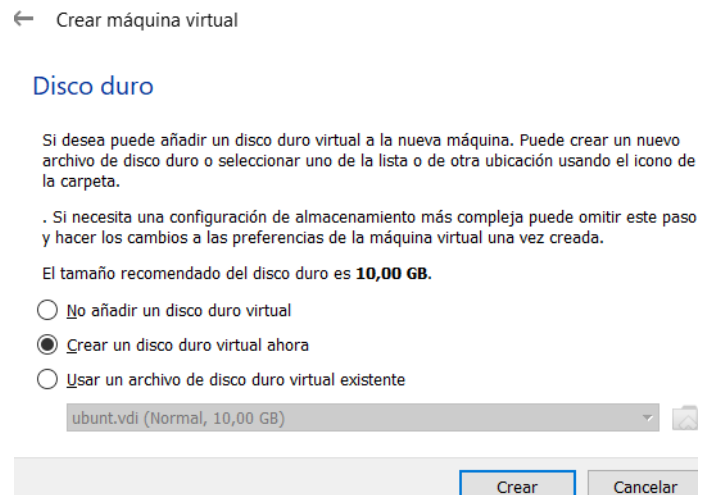 Crear máquina virtual
Disco duro
Si desea puede añadir un disco duro virtual a la nueva máquina. Puede crear un nuevo
archivo de disco duro o seleccionar uno de la lista o de otra ubicación usando el icono de
la carpeta.
. Si necesita una configuración de almacenamiento más compleja puede omitir este paso
y hacer los cambios a las preferencias de la máquina virtual una vez creada.
El tamaño recomendado del disco duro es 10,00 GB.
No añadir un disco duro virtual
Crear un disco duro virtual ahora
Usar un archivo de disco duro virtual existente
ubunt.vdi (Normal, 10,00 GB)
Crear Cancelar